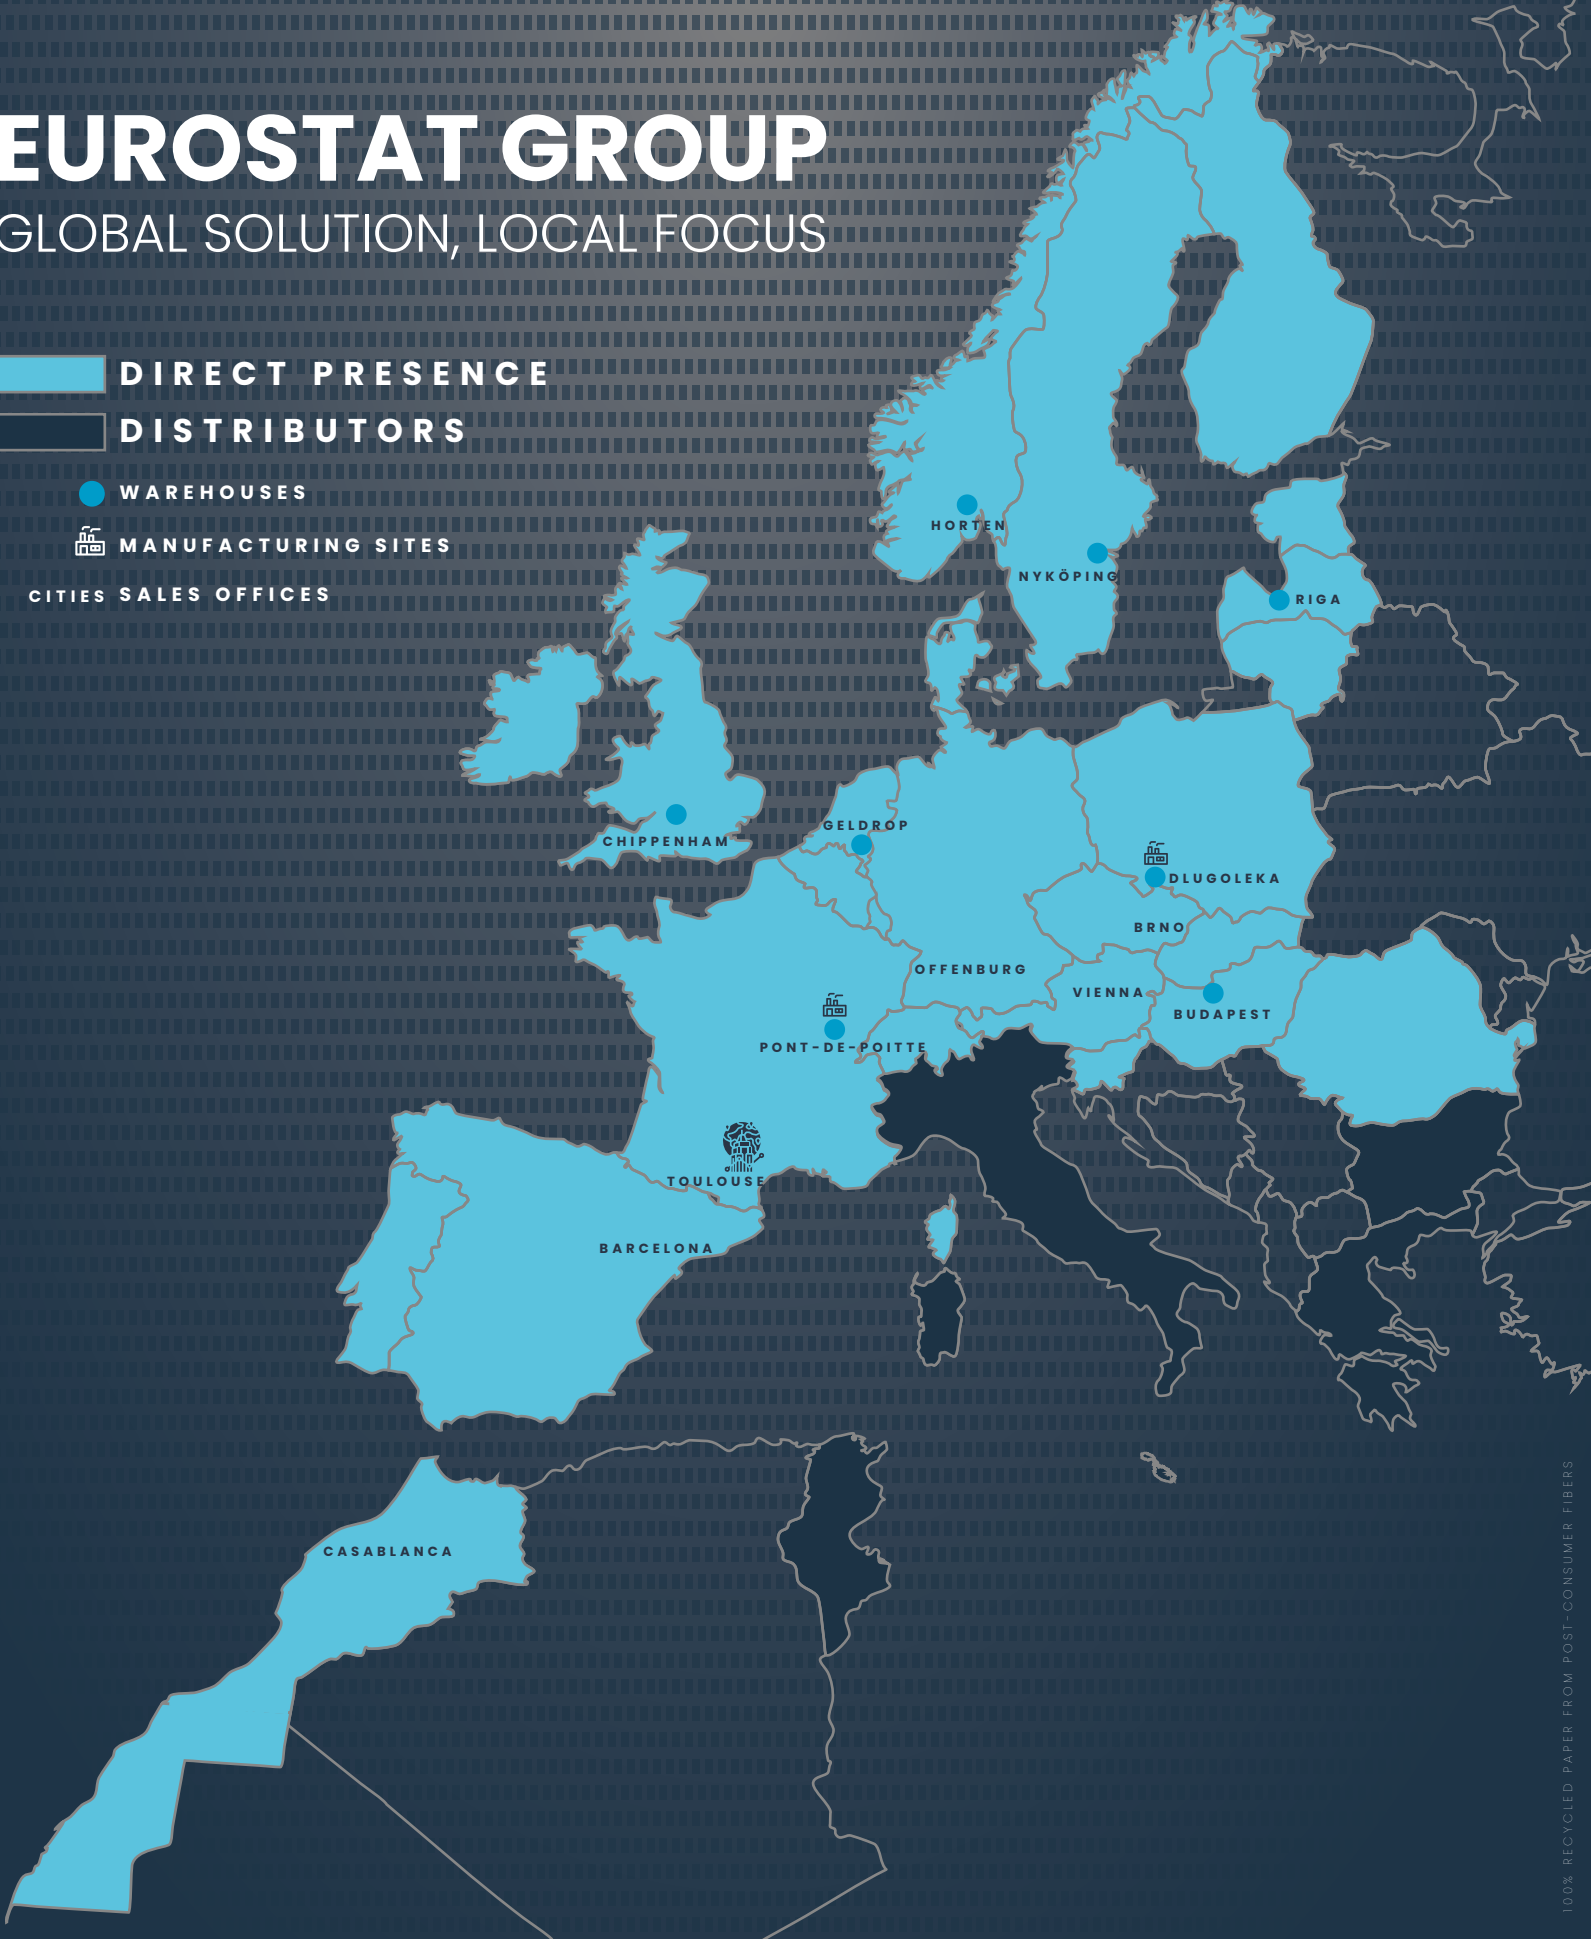 EUROSTAT GROUP
GLOBAL SOLUTION, LOCAL FOCUS
DIRECT PRESENCE
DISTRIBUTORS
WAREHOUSES
MANUFACTURING SITES
CITIES SALES OFFICES
HORTEN
NYKÖPING
RIGA
CHIPPENHAM
GELDROP
DLUGOLEKA
BRNO
OFFENBURG
VIENNA
BUDAPEST
PONT-DE-POITTE
TOULOUSE
BARCELONA
CASABLANCA
100% RECYCLED PAPER FROM POST-CONSUMER FIBERS